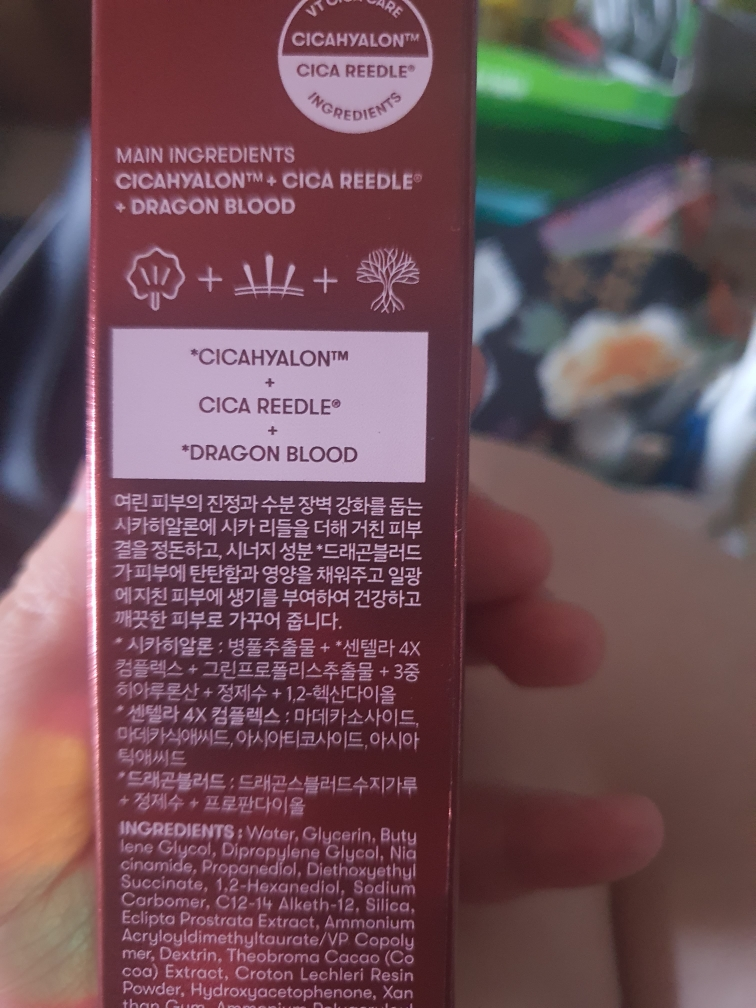 VT CICA CARE
CICAHYALON™
CICA REEDLE®
INGREDIENTS
MAIN INGREDIENTS
CICAHYALON™ + CICA REEDLE®
+ DRAGON BLOOD
*CICAHYALON™
+
CICA REEDLE®
+
*DRAGON BLOOD
여린 피부의 진정과 수분 장벽 강화를 돕는
시카히알론에 시카 리들을 더해 거친 피부
결을 정돈하고, 시너지 성분 *드래곤블러드
가 피부에 탄탄함과 영양을 채워주고 일광
에 지친 피부에 생기를 부여하여 건강하고
깨끗한 피부로 가꾸어 줍니다.
* 시카히알론 : 병풀추출물 + *센텔라 4X
컴플렉스 + 그린프로폴리스추출물 + 3중
히아루론산 + 정제수 + 1,2-헥산다이올
* 센텔라 4X 컴플렉스 : 마데카소사이드,
마데카식애씨드, 아시아티코사이드, 아시아
틱애씨드
*드래곤블러드 : 드래곤스블러드수지가루
+ 정제수 + 프로판다이올
INGREDIENTS : Water, Glycerin, Buty
lene Glycol, Dipropylene Glycol, Nia
cinamide, Propanediol, Diethoxyethyl
Succinate, 1,2-Hexanediol, Sodium
Carbomer, C12-14 Alketh-12, Silica,
Eclipta Prostrata Extract, Ammonium
Acryloyldimethyltaurate/VP Copoly
mer, Dextrin, Theobroma Cacao (Co
coa) Extract, Croton Lechleri Resin
Powder, Hydroxyacetophenone, Xan
than Gum, Ammonium